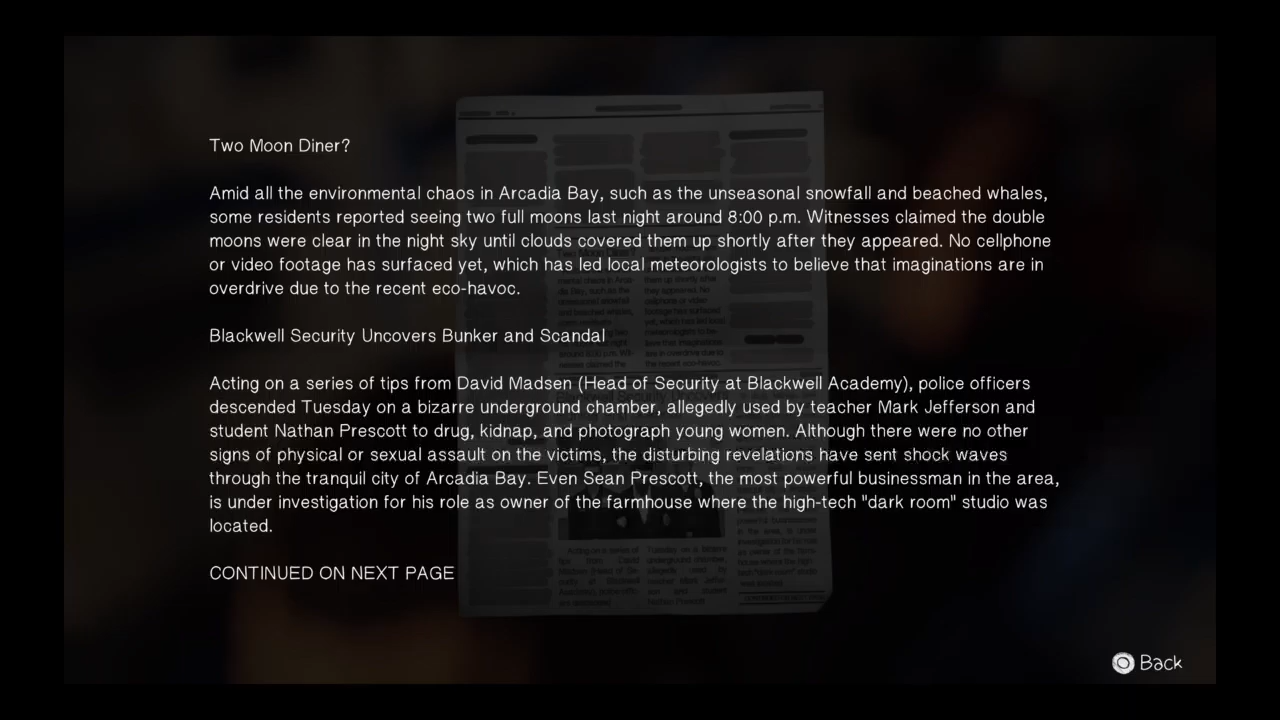 Two Moon Diner?
Amid all the environmental chaos in Arcadia Bay, such as the unseasonal snowfall and beached whales,
some residents reported seeing two full moons last night around 8:00 p.m. Witnesses claimed the double
moons were clear in the night sky until clouds covered them up shortly after they appeared. No cellphone
or video footage has surfaced yet, which has led local meteorologists to believe that imaginations are in
overdrive due to the recent eco-havoc.
Blackwell Security Uncovers Bunker and Scandal
Acting on a series of tips from David Madsen (Head of Security at Blackwell Academy), police officers
descended Tuesday on a bizarre underground chamber, allegedly used by teacher Mark Jefferson and
student Nathan Prescott to drug, kidnap, and photograph young women. Although there were no other
signs of physical or sexual assault on the victims, the disturbing revelations have sent shock waves
through the tranquil city of Arcadia Bay. Even Sean Prescott, the most powerful businessman in the area,
is under investigation for his role as owner of the farmhouse where the high-tech "dark room" studio was
located.
CONTINUED ON NEXT PAGE
Back